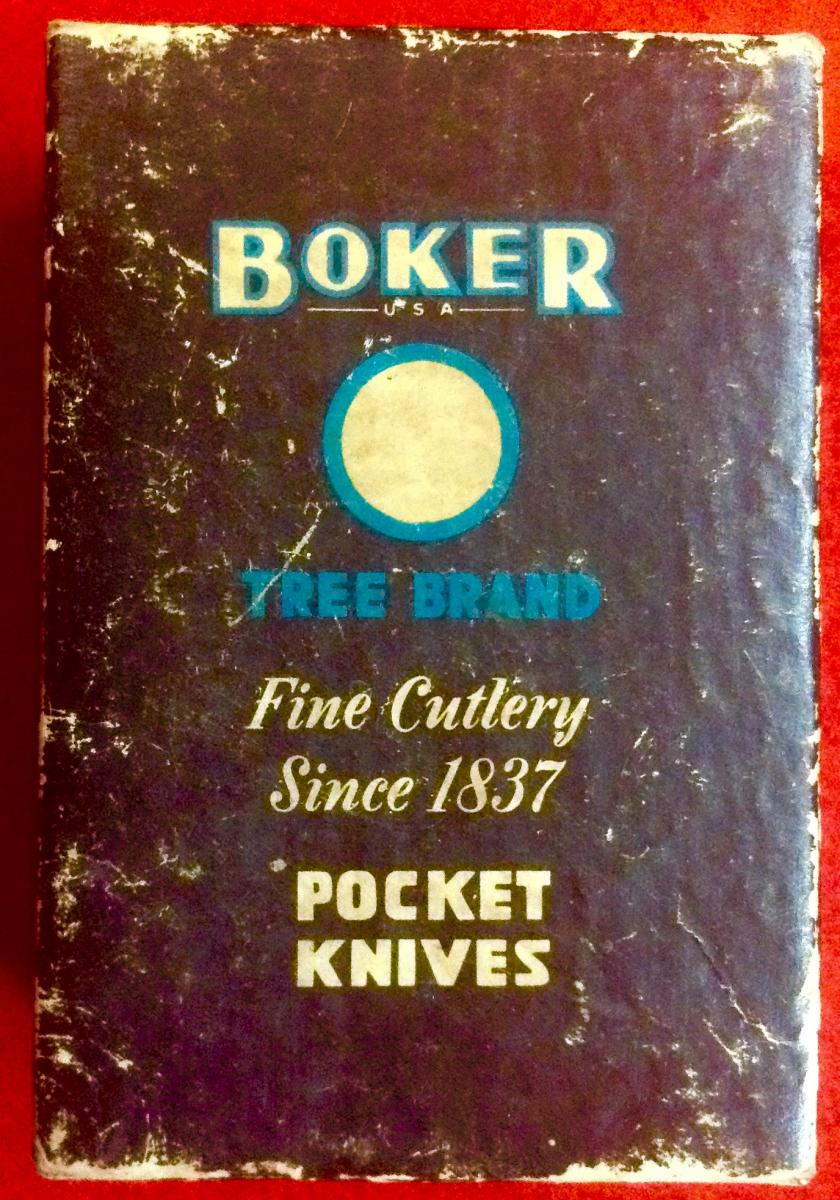 BOKER
USA
TREE BRAND
Fine Cutlery
Since 1837
POCKET
KNIVES